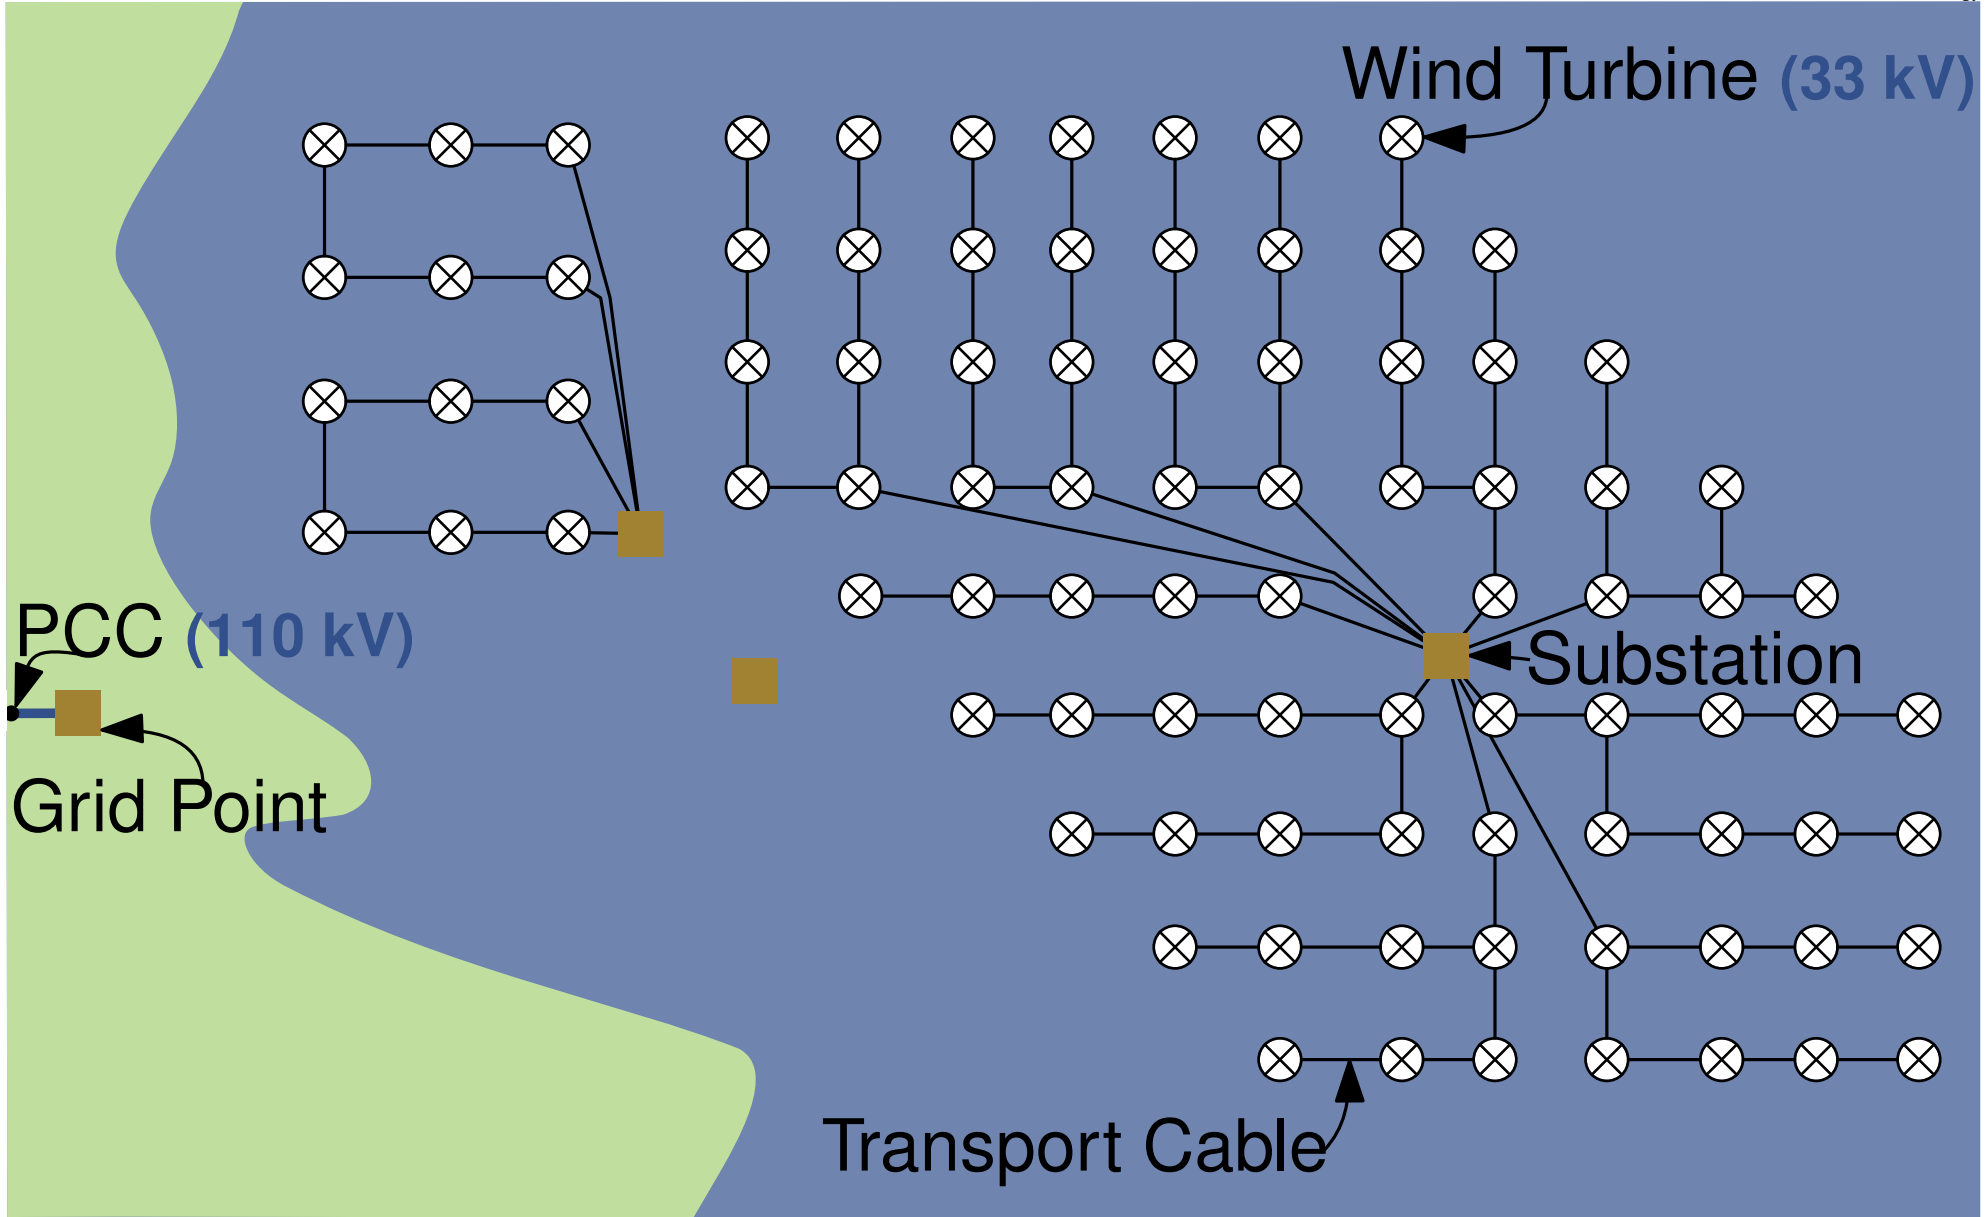 Wind Turbine (33 kV)
PCC (110 kV)
Substation
Grid Point
Transport Cable